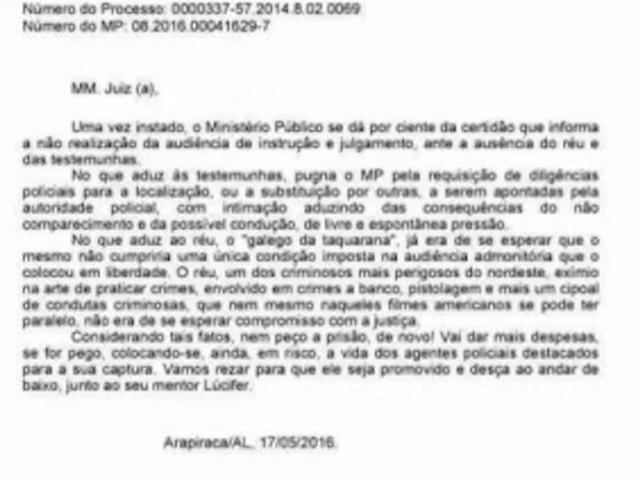 Número do Processo: 0000337-57.2014.8.02.0069
Número do MP: 08.2016.00041629-7
MM. Juiz (a),
Uma vez instado, o Ministério Público se dá por ciente da certidão que informa
a não realização da audiência de instrução e julgamento, ante a ausência do réu e
das testemunhas.
No que aduz ás testemunhas, pugna o MP pela requisição de diligências
policiais para a localização, ou a substituição por outras, a serem apontadas pela
autoridade policial, com intimação aduzindo das consequências do não
comparecimento e da possível condução, de livre e espontânea pressão.
No que aduz ao réu, o "galego da taquarana", já era de se esperar que o
mesmo não cumpriria uma única condição imposta na audiência admonitória que o
colocou em liberdade. O réu, um dos criminosos mais perigosos do nordeste, exímio
na arte de praticar crimes, envolvido em crimes a banco, pistolagem e mais um cipoal
de condutas criminosas, que nem mesmo naqueles filmes americanos se pode ter
paralelo, não era de se esperar compromisso com a justiça.
Considerando tais fatos, nem peço a prisão, de novo! Vai dar mais despesas,
se for pego, colocando-se, ainda, em risco, a vida dos agentes policiais destacados
para a sua captura. Vamos rezar para que ele seja promovido e desça ao andar de
baixo, junto ao seu mentor Lúcifer.
Arapiraca/AL, 17/05/2016.